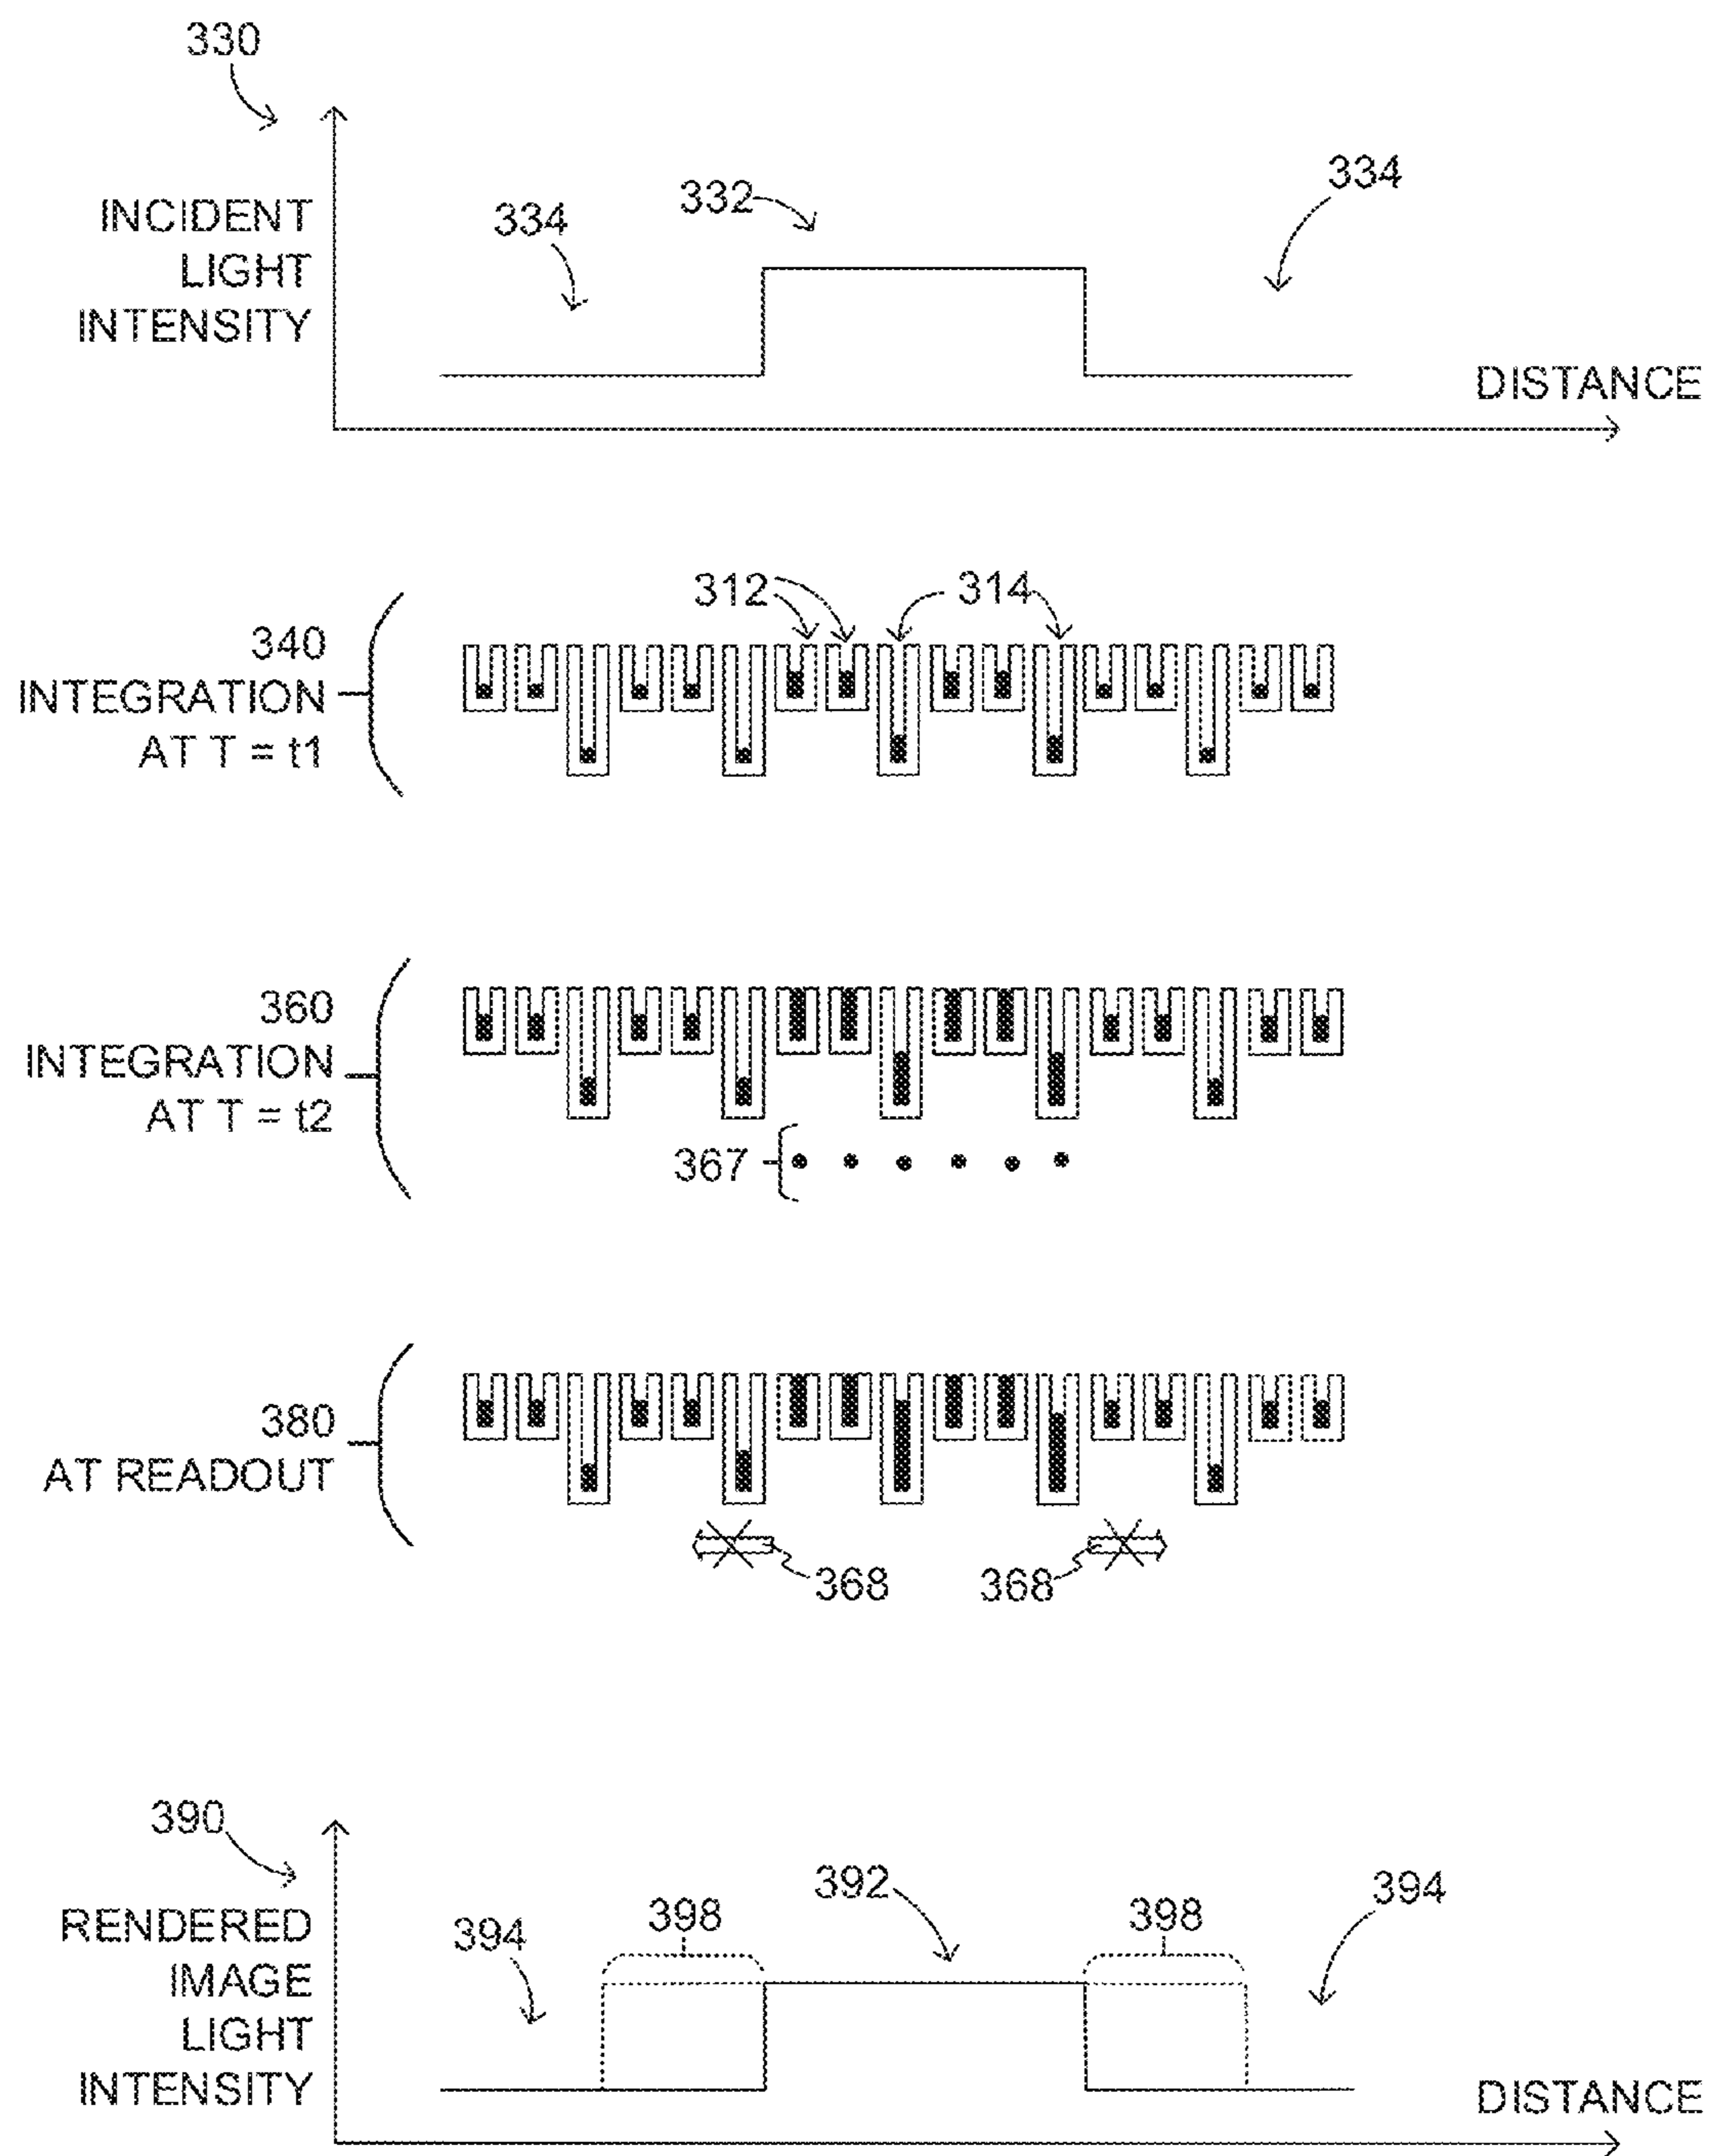 330
INCIDENT
LIGHT
INTENSITY
334
332
334
DISTANCE
312
314
340
INTEGRATION
AT T = t1
360
INTEGRATION
AT T = t2
367
380
AT READOUT
368
368
390
RENDERED
IMAGE
LIGHT
INTENSITY
394
398
392
398
394
DISTANCE